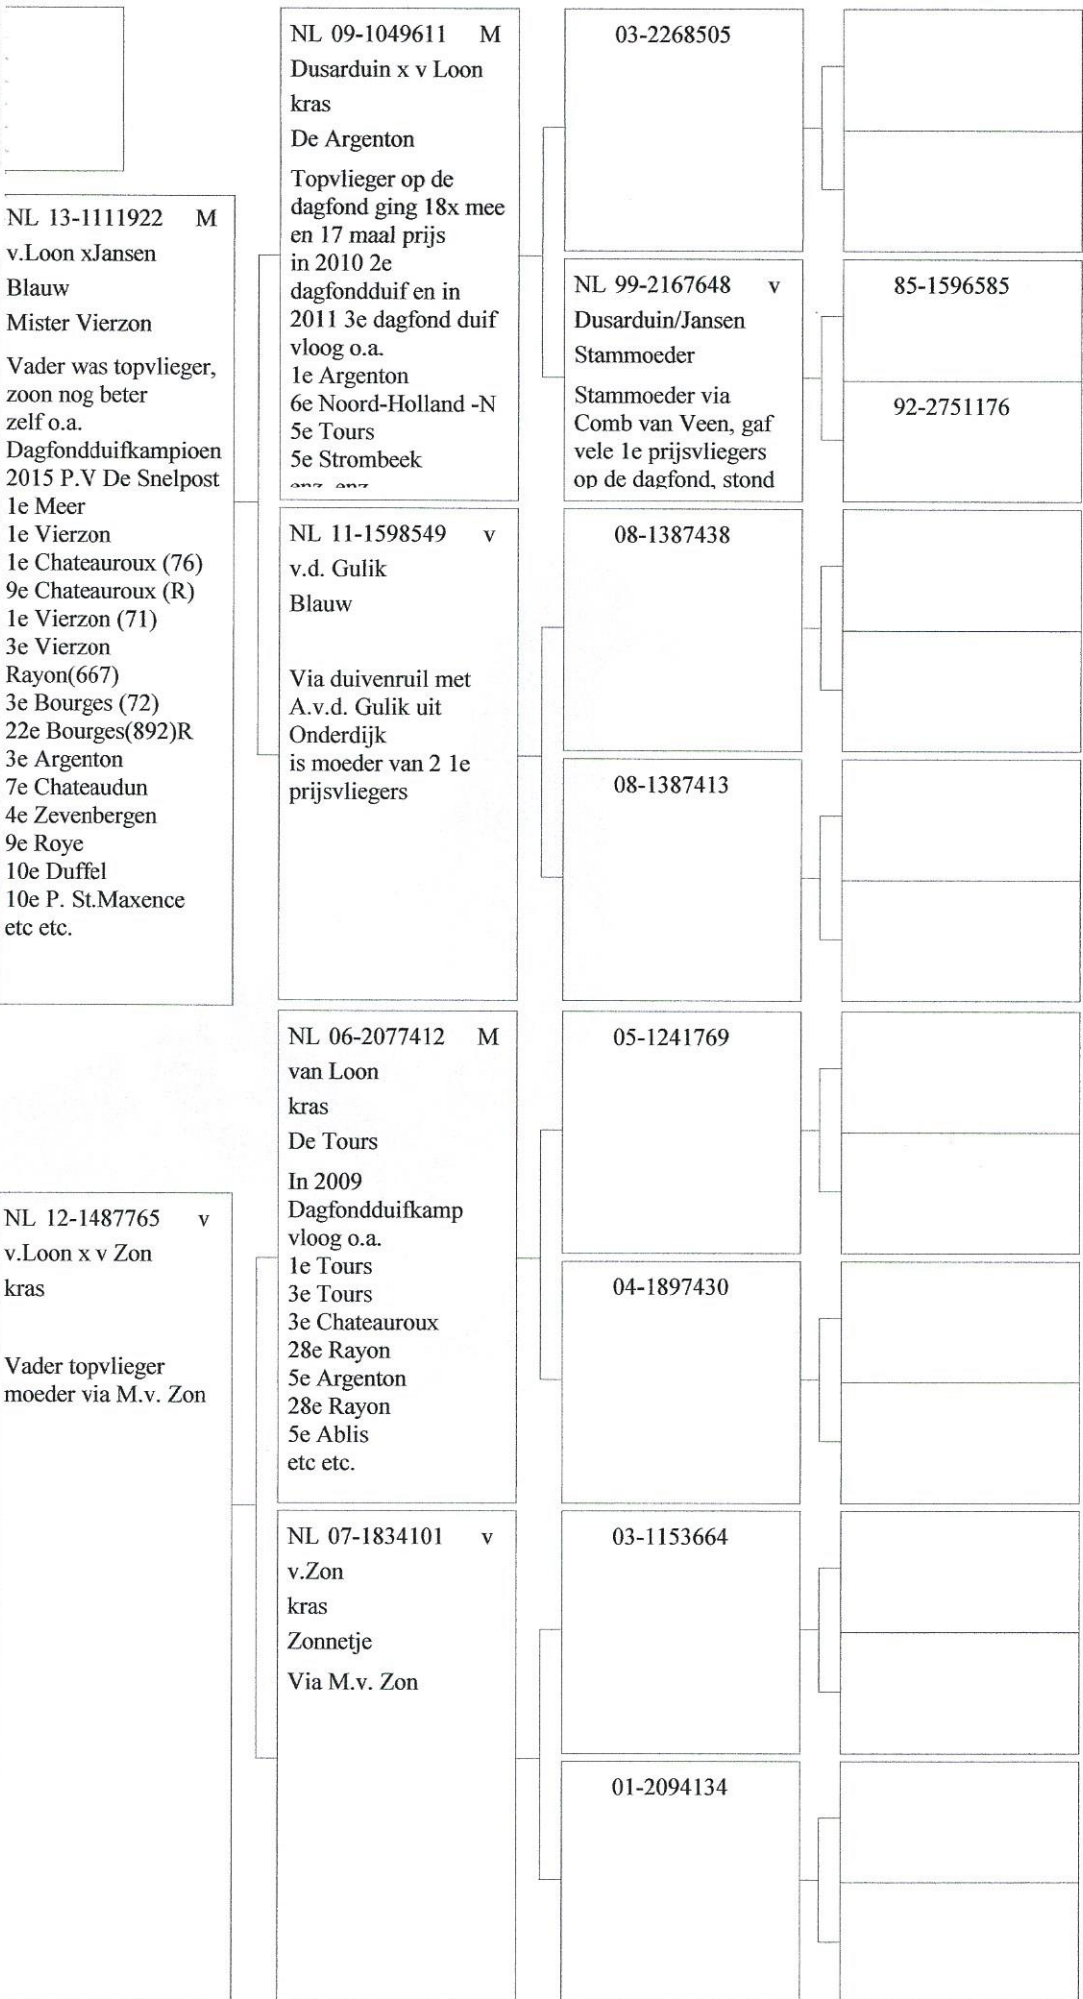 NL 13-1111922 M
v.Loon xJansen
Blauw
Mister Vierzon
Vader was topvlieger,
zoon nog beter
zelf o.a.
Dagfondduifkampioen
2015 P.V De Snelpost
1e Meer
1e Vierzon
1e Chateauroux (76)
9e Chateauroux (R)
1e Vierzon (71)
3e Vierzon
Rayon(667)
3e Bourges (72)
22e Bourges(892)R
3e Argenton
7e Chateaudun
4e Zevenbergen
9e Roye
10e Duffel
10e P. St.Maxence
etc etc.
NL 12-1487765 v
v.Loon x v Zon
kras
Vader topvlieger
moeder via M.v. Zon
NL 09-1049611 M
Dusarduin x v Loon
kras
De Argenton
Topvlieger op de
dagfond ging 18x mee
en 17 maal prijs
in 2010 2e
dagfondduif en in
2011 3e dagfond duif
vloog o.a.
1e Argenton
6e Noord-Holland -N
5e Tours
5e Strombeek
enz. enz
NL 11-1598549 v
v.d. Gulik
Blauw
Via duivenruil met
A.v.d. Gulik uit
Onderdijk
is moeder van 2 1e
prijsvliegers
NL 06-2077412 M
van Loon
kras
De Tours
In 2009
Dagfondduifkamp
vloog o.a.
1e Tours
3e Tours
3e Chateauroux
28e Rayon
5e Argenton
28e Rayon
5e Ablis
etc etc.
NL 07-1834101 v
v.Zon
kras
Zonnetje
Via M.v. Zon
03-2268505
NL 99-2167648 v
Dusarduin/Jansen
Stammoeder
Stammoeder via
Comb van Veen, gaf
vele 1e prijsvliegers
op de dagfond, stond
08-1387438
08-1387413
05-1241769
04-1897430
03-1153664
01-2094134
85-1596585
92-2751176